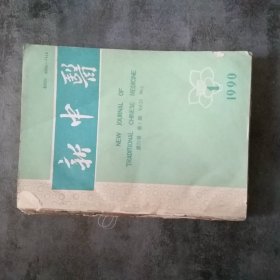 新中醫
NEW JOURNAL OF
TRADITIONAL CHINESE MEDICINE
1
1990